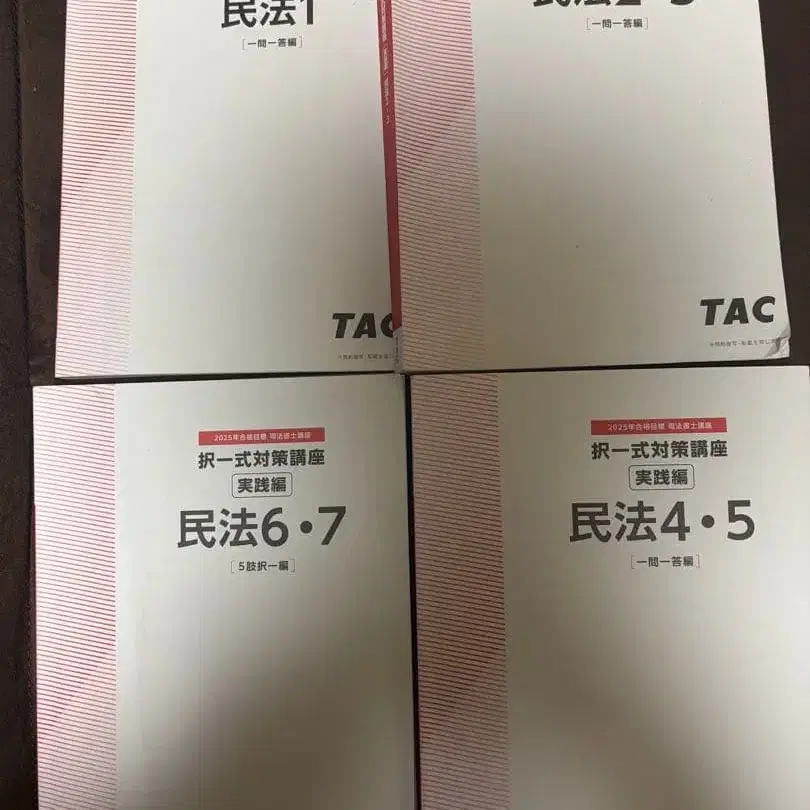 民法1
[一問一答編]
TAC
民法2・3
[一問一答編]
TAC
2025年合格目標 司法書士講座
択一式対策講座
実践編
民法6・7
[5肢択一編]
2025年合格目標 司法書士講座
択一式対策講座
実践編
民法4・5
[一問一答編]